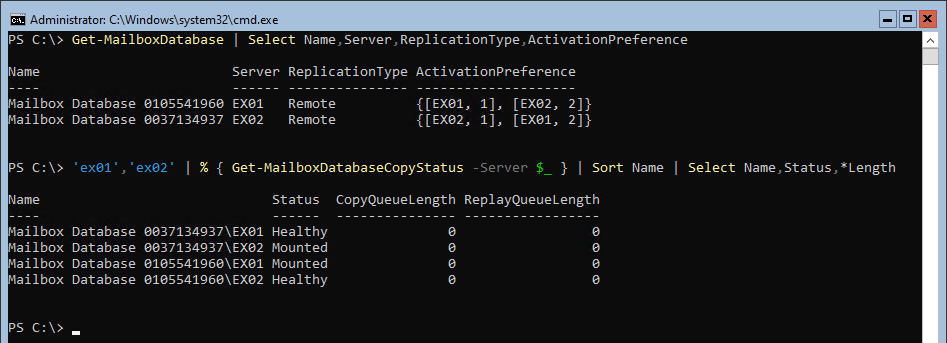 Administrator: C:\Windows\system32\cmd.exe
PS C:\> Get-MailboxDatabase | Select Name,Server,ReplicationType,ActivationPreference
Name                        Server ReplicationType ActivationPreference
----                        ------ --------------- --------------------
Mailbox Database 0105541960 EX01   Remote          {[EX01, 1], [EX02, 2]}
Mailbox Database 0037134937 EX02   Remote          {[EX02, 1], [EX01, 2]}
PS C:\> 'ex01','ex02' | % { Get-MailboxDatabaseCopyStatus -Server $_ } | Sort Name | Select Name,Status,*Length
Name                             Status  CopyQueueLength ReplayQueueLength
----                             ------  --------------- -----------------
Mailbox Database 0037134937\EX01 Healthy               0                 0
Mailbox Database 0037134937\EX02 Mounted               0                 0
Mailbox Database 0105541960\EX01 Mounted               0                 0
Mailbox Database 0105541960\EX02 Healthy               0                 0
PS C:\>